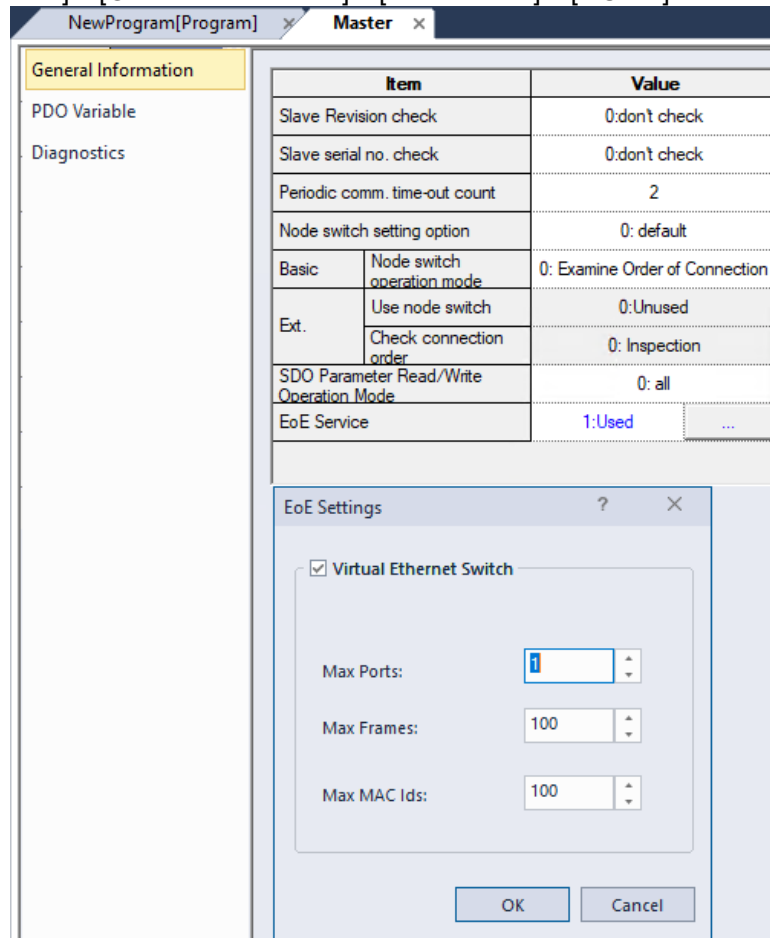 NewProgram[Program] × Master ×
General Information
PDO Variable
Diagnostics
Item Value
Slave Revision check 0:don't check
Slave serial no. check 0:don't check
Periodic comm. time-out count 2
Node switch setting option 0: default
Basic Node switch operation mode 0: Examine Order of Connection
Ext. Use node switch 0:Unused
Check connection order 0: Inspection
SDO Parameter Read/Write
Operation Mode 0: all
EoE Service 1:Used ...
EoE Settings ? ×
Virtual Ethernet Switch
Max Ports: 1
Max Frames: 100
Max MAC Ids: 100
OK Cancel